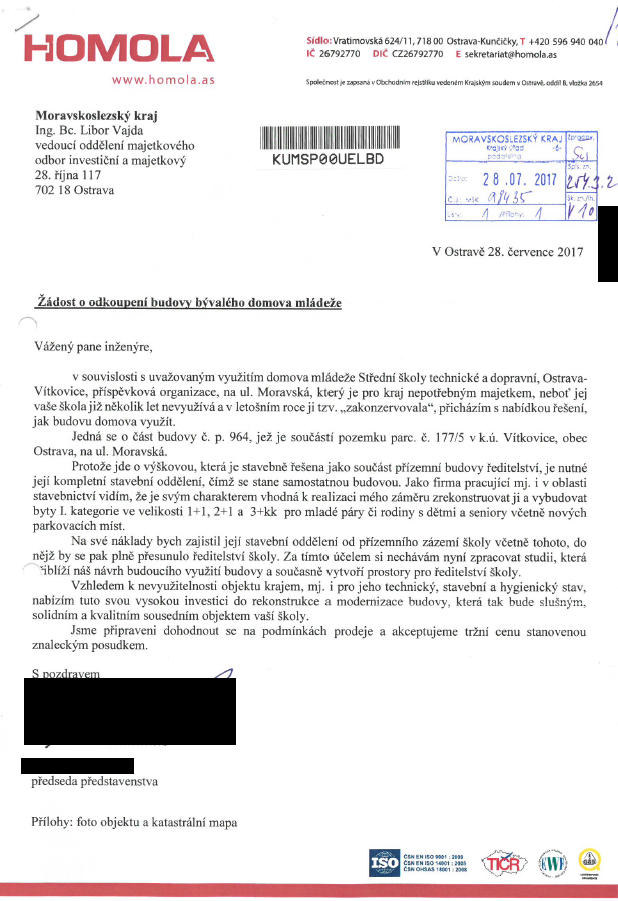 HOMOLA
www.homola.as
Sídlo: Vratimovská 624/11, 718 00 Ostrava-Kunčičky, T +420 596 940 040
IČ 26792770 DIČ CZ26792770 E sekretariat@homola.as
Společnost je zapsaná v Obchodním rejstříku vedeném Krajským soudem v Ostravě, oddíl B, vložka 2654
Moravskoslezský kraj
Ing. Bc. Libor Vajda
vedoucí oddělení majetkového
odbor investiční a majetkový
28. října 117
702 18 Ostrava
KUMSP00UELBD
MORAVSKOSLEZSKÝ KRAJ
Krajský úřad -6-
podatelna
Zpracov.
Došlo: 28.07.2017
Č.j.: MSK 98435
Listy: 1 Přílohy: 1
V10
V Ostravě 28. července 2017
Žádost o odkoupení budovy bývalého domova mládeže
Vážený pane inženýre,
v souvislosti s uvažovaným využitím domova mládeže Střední školy technické a dopravní, Ostrava-
Vítkovice, příspěvková organizace, na ul. Moravská, který je pro kraj nepotřebným majetkem, neboť jej
vaše škola již několik let nevyužívá a v letošním roce ji tzv. „zakonzervovala“, přicházím s nabídkou řešení,
jak budovu domova využít.
Jedná se o část budovy č. p. 964, jež je součástí pozemku parc. č. 177/5 v k.ú. Vítkovice, obec
Ostrava, na ul. Moravská.
Protože jde o výškovou, která je stavebně řešena jako součást přízemní budovy ředitelství, je nutné
její kompletní stavební oddělení, čímž se stane samostatnou budovou. Jako firma pracující mj. i v oblasti
stavebnictví vidím, že je svým charakterem vhodná k realizaci mého záměru zrekonstruovat ji a vybudovat
byty I. kategorie ve velikosti 1+1, 2+1 a 3+kk pro mladé páry či rodiny s dětmi a seniory včetně nových
parkovacích míst.
Na své náklady bych zajistil její stavební oddělení od přízemního zázemí školy včetně tohoto, do
nějž by se pak plně přesunulo ředitelství školy. Za tímto účelem si nechávám nyní zpracovat studii, která
přiblíží náš návrh budoucího využití budovy a současně vytvoří prostory pro ředitelství školy.
Vzhledem k nevyužitelnosti objektu krajem, mj. i pro jeho technický, stavební a hygienický stav,
nabízím tuto svou vysokou investici do rekonstrukce a modernizace budovy, která tak bude slušným,
solidním a kvalitním sousedním objektem vaší školy.
Jsme připraveni dohodnout se na podmínkách prodeje a akceptujeme tržní cenu stanovenou
znaleckým posudkem.
S pozdravem
předseda představenstva
Přílohy: foto objektu a katastrální mapa
ISO
ČSN EN ISO 9001 : 2009
ČSN EN ISO 14001 : 2005
ČSN OHSAS 18001 : 2008
TIČR
EWF